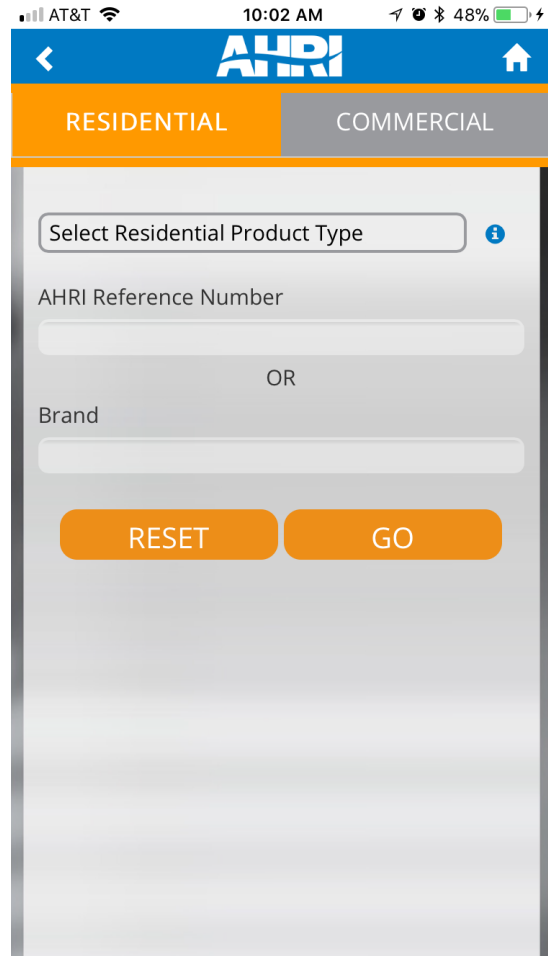 AT&T 10:02 AM 48%
AHRI
RESIDENTIAL COMMERCIAL
Select Residential Product Type
AHRI Reference Number
OR
Brand
RESET GO